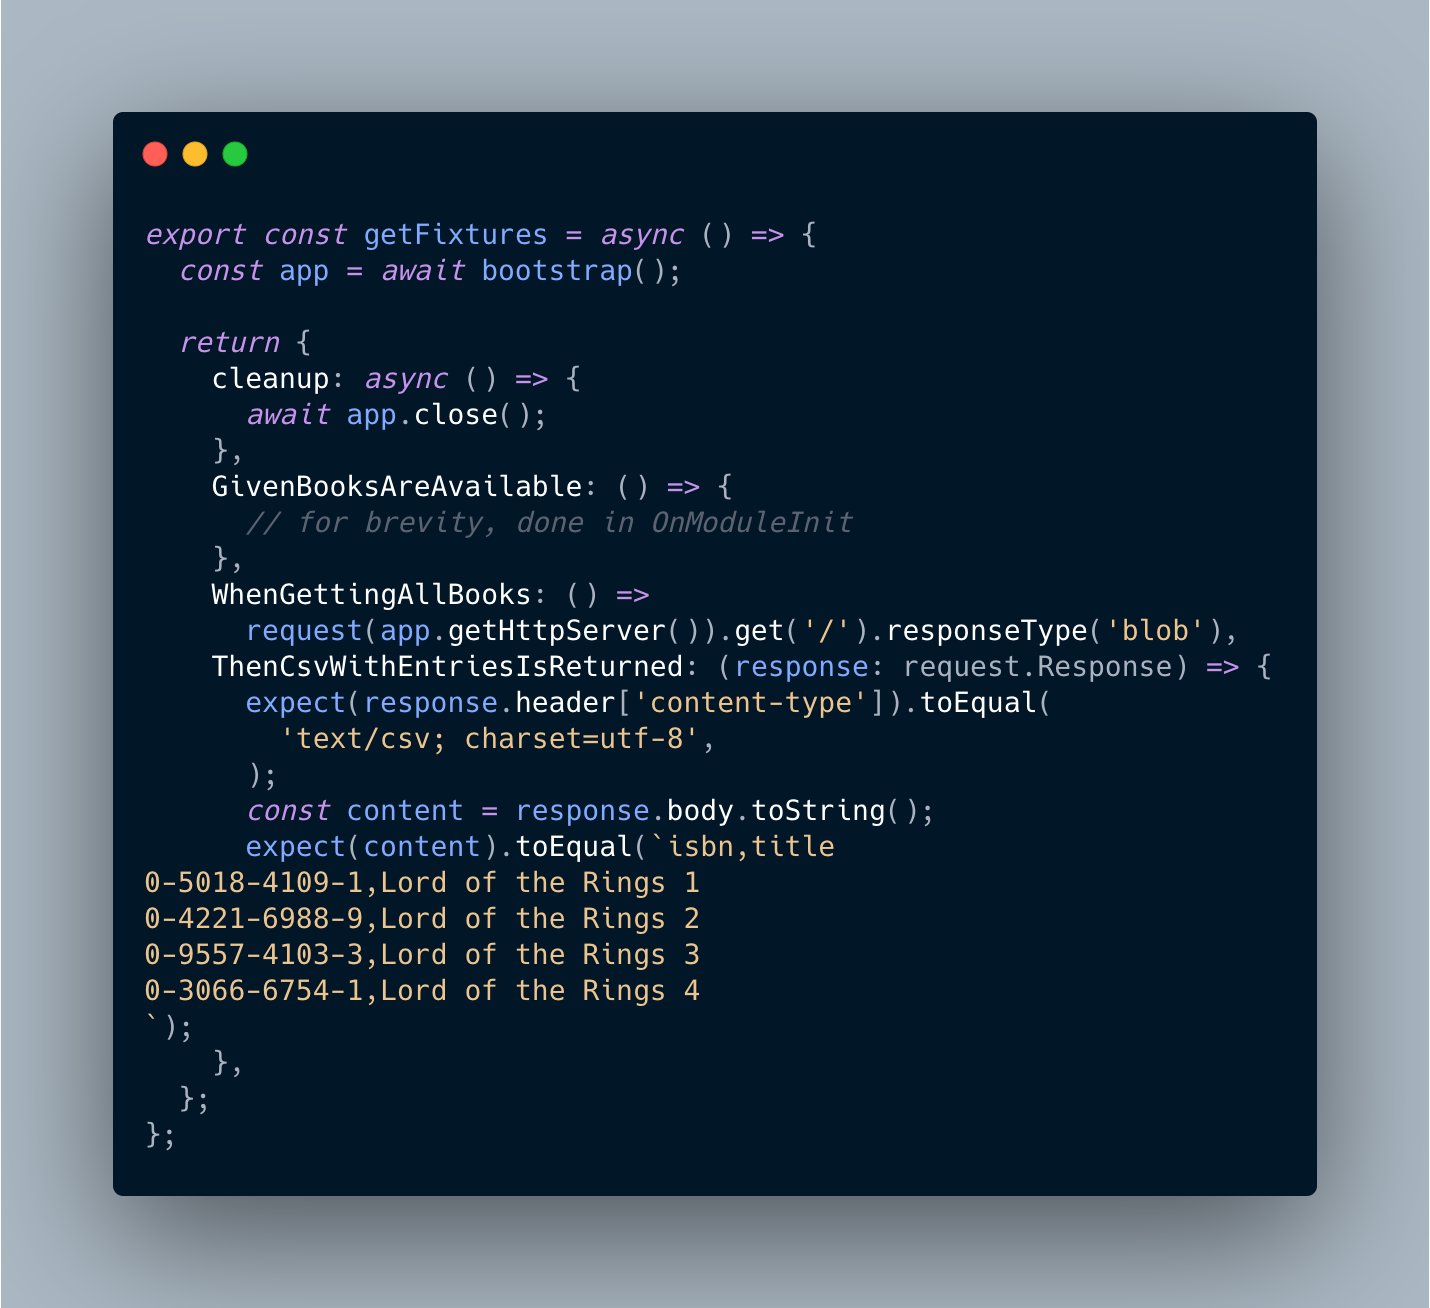 export const getFixtures = async () => {
  const app = await bootstrap();

  return {
    cleanup: async () => {
      await app.close();
    },
    GivenBooksAreAvailable: () => {
      // for brevity, done in OnModuleInit
    },
    WhenGettingAllBooks: () =>
      request(app.getHttpServer()).get('/').responseType('blob'),
    ThenCsvWithEntriesIsReturned: (response: request.Response) => {
      expect(response.header['content-type']).toEqual(
        'text/csv; charset=utf-8',
      );
      const content = response.body.toString();
      expect(content).toEqual(`isbn,title
0-5018-4109-1,Lord of the Rings 1
0-4221-6988-9,Lord of the Rings 2
0-9557-4103-3,Lord of the Rings 3
0-3066-6754-1,Lord of the Rings 4
`);
    },
  };
};